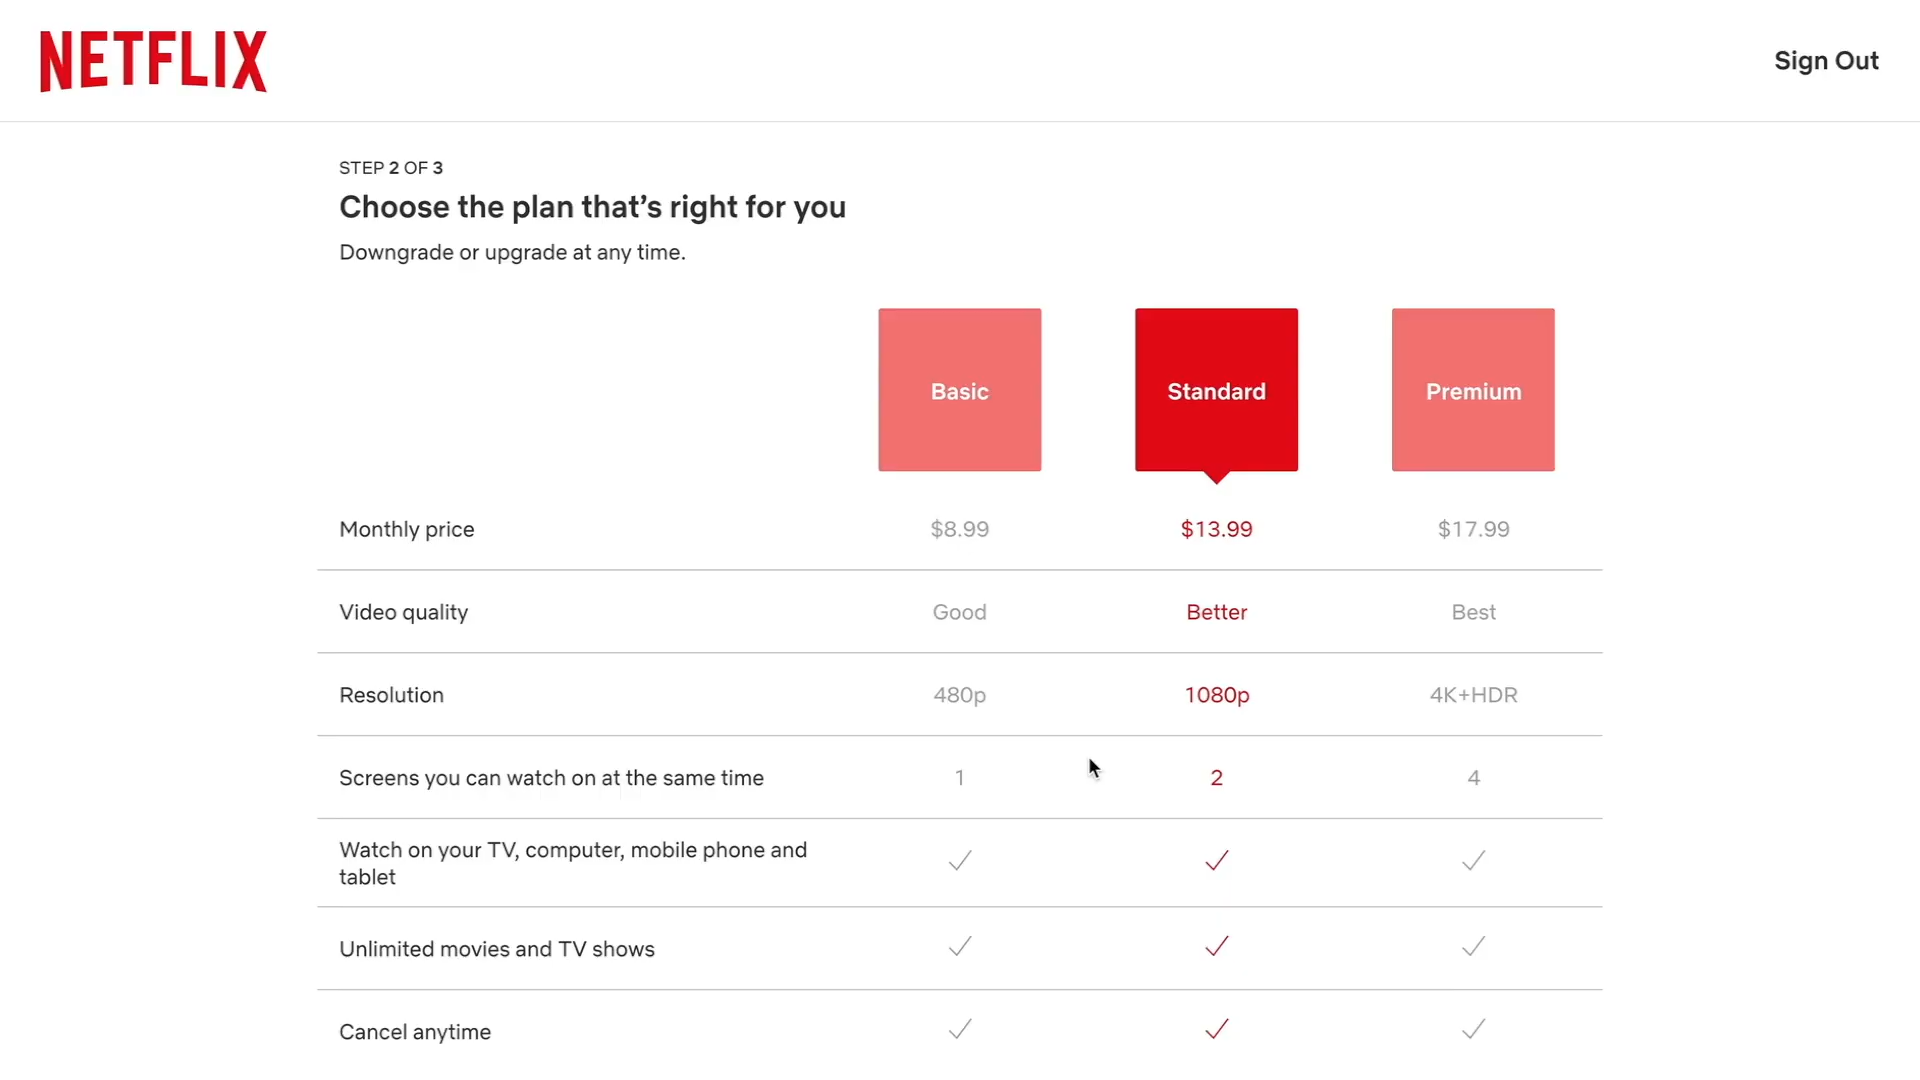 NETFLIX
Sign Out
STEP 2 OF 3
Choose the plan that’s right for you
Downgrade or upgrade at any time.
Basic Standard Premium
Monthly price $8.99 $13.99 $17.99
Video quality Good Better Best
Resolution 480p 1080p 4K+HDR
Screens you can watch on at the same time 1 2 4
Watch on your TV, computer, mobile phone and
tablet
Unlimited movies and TV shows
Cancel anytime